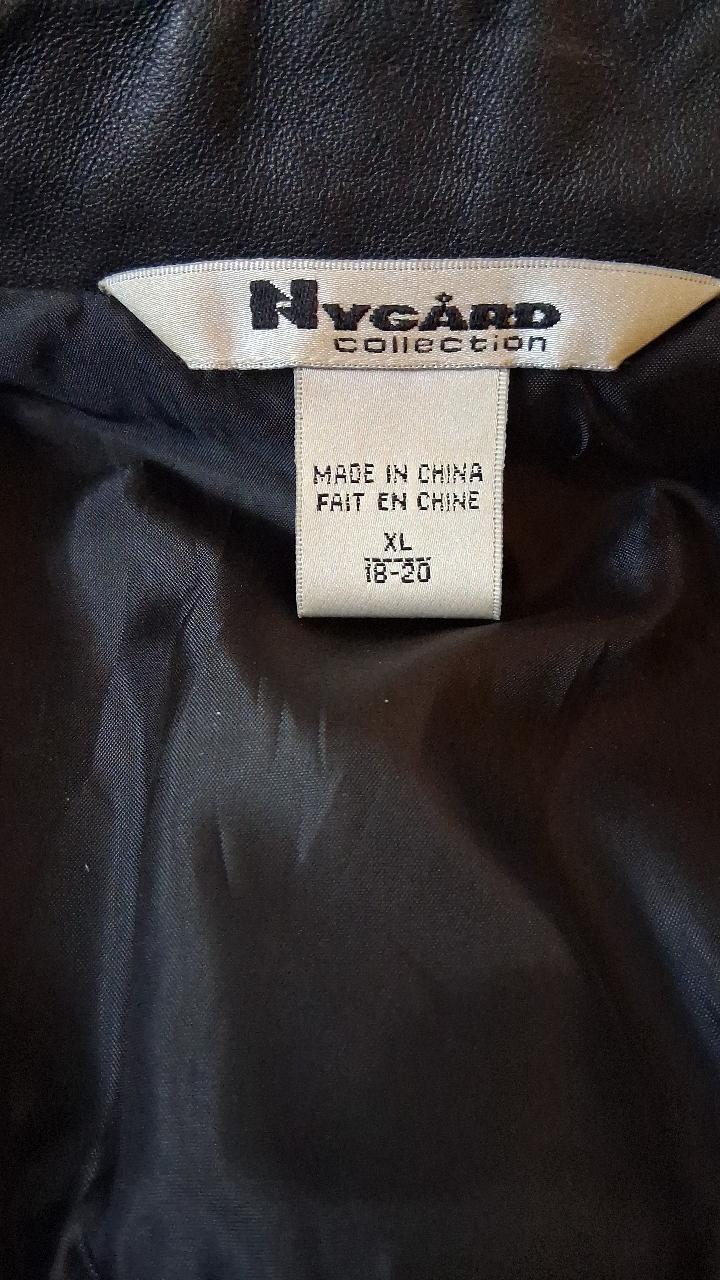 NYGÅRD
collection
MADE IN CHINA
FAIT EN CHINE
XL
18-20